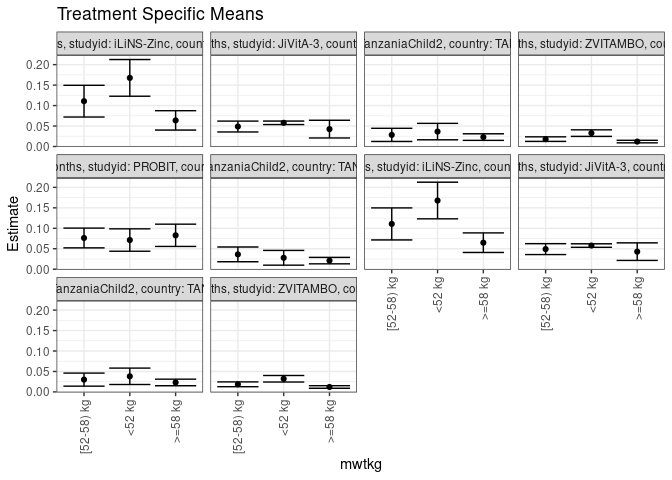 Treatment Specific Means
s, studyid: iLiNS-Zinc, coun
ths, studyid: JiVitA-3, count
anzaniaChild2, country: TAN
ths, studyid: ZVITAMBO, co
0.20
0.15
0.10
0.05
0.00
onths, studyid: PROBIT, cour
anzaniaChild2, country: TAN
s, studyid: iLiNS-Zinc, coun
ths, studyid: JiVitA-3, count
0.20
0.15
0.10
0.05
0.00
anzaniaChild2, country: TAN
ths, studyid: ZVITAMBO, co
0.20
0.15
0.10
0.05
0.00
Estimate
[52-58) kg
<52 kg
>=58 kg
[52-58) kg
<52 kg
>=58 kg
[52-58) kg
<52 kg
>=58 kg
[52-58) kg
<52 kg
>=58 kg
mwtkg